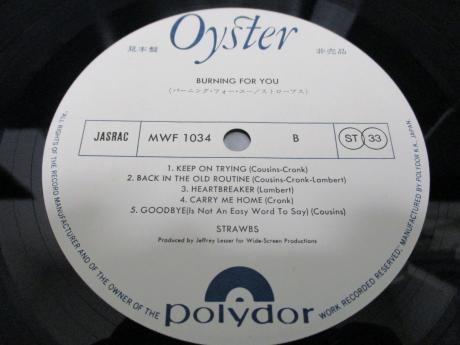 Oyster
見本盤
非売品
BURNING FOR YOU
(バーニング・フォー・ユー/ストローブス)
JASRAC
MWF 1034
B
ST 33
1. KEEP ON TRYING (Cousins-Cronk)
2. BACK IN THE OLD ROUTINE (Cousins-Cronk-Lambert)
3. HEARTBREAKER (Lambert)
4. CARRY ME HOME (Cronk)
5. GOODBYE(Is Not An Easy Word To Say) (Cousins)
STRAWBS
Produced by Jeffrey Lesser for Wide-Screen Productions
polydor
"ALL RIGHTS OF THE RECORD MANUFACTURER AND OF THE OWNER OF THE
WORK RECORDED RESERVED." MANUFACTURED BY POLYDOR K.K., JAPAN.